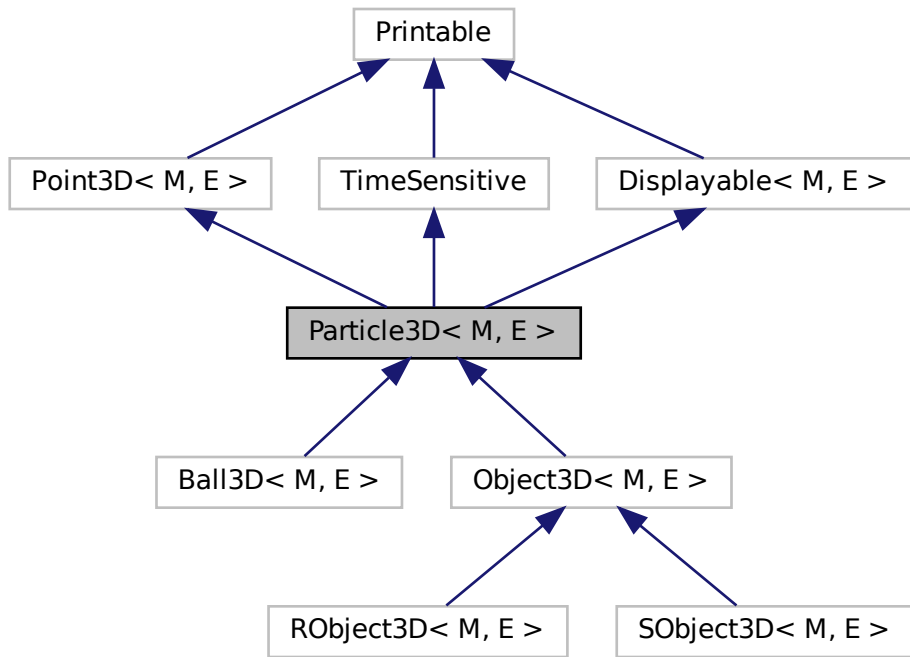 Printable
Point3D< M, E >
TimeSensitive
Displayable< M, E >
Particle3D< M, E >
Ball3D< M, E >
Object3D< M, E >
RObject3D< M, E >
SObject3D< M, E >